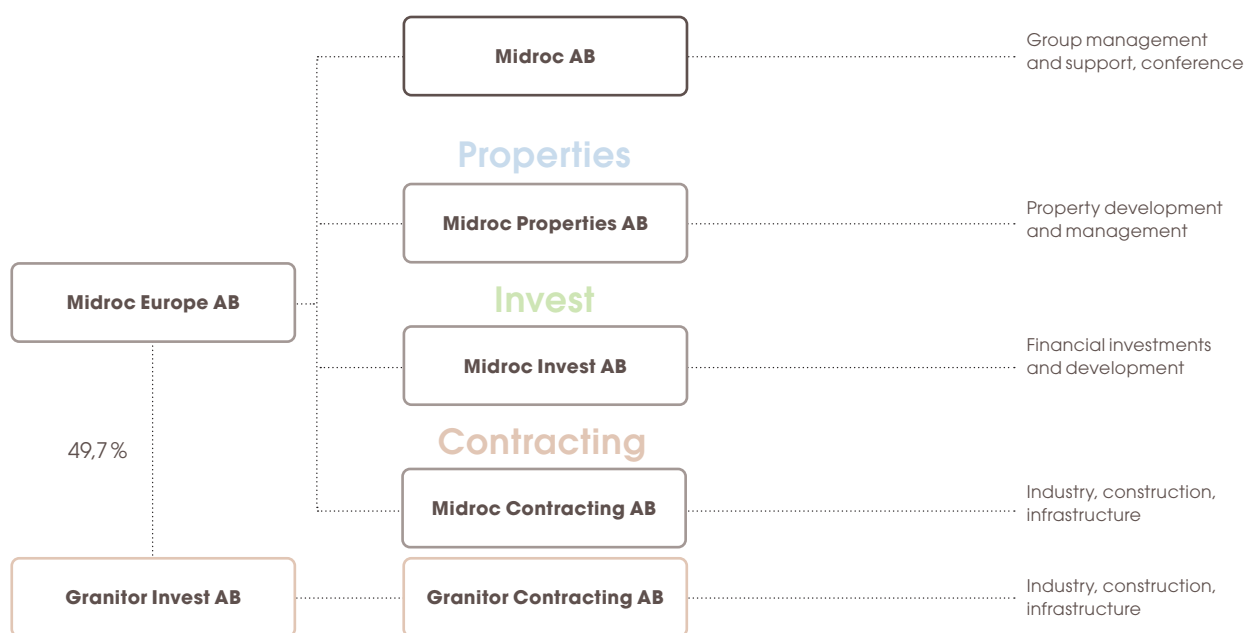 Midroc AB
Group management
and support, conference
Properties
Midroc Properties AB
Property development
and management
Midroc Europe AB
Invest
Midroc Invest AB
Financial investments
and development
49,7 %
Contracting
Midroc Contracting AB
Industry, construction,
infrastructure
Granitor Invest AB
Granitor Contracting AB
Industry, construction,
infrastructure